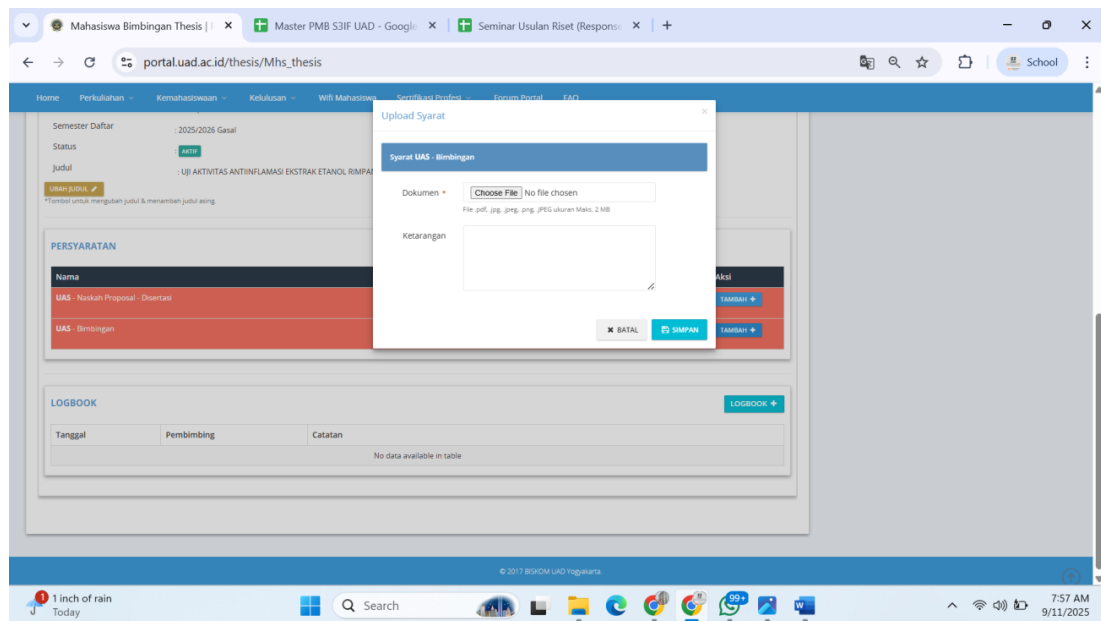 Mahasiswa Bimbingan Thesis |
Master PMB S3IF UAD - Google
Seminar Usulan Riset (Response
portal.uad.ac.id/thesis/Mhs_thesis
School
Home Perkuliahan Kemahasiswaan Kelulusan Wifi Mahasiswa Sertifikasi Profesi Forum Portal FAQ
Upload Syarat
Semester Daftar : 2025/2026 Gasal
Status : AKTIF
Judul : UJI AKTIVITAS ANTIINFLAMASI EKSTRAK ETANOL RIMPA
UBAH JUDUL
*Tombol untuk mengubah judul & menambah judul asing.
Syarat UAS - Bimbingan
Dokumen * Choose File No file chosen
File .pdf, .jpg, .jpeg, .png, .JPEG ukuran Maks. 2 MB
Ketarangan
BATAL SIMPAN
PERSYARATAN
Nama Aksi
UAS - Naskah Proposal - Disertasi TAMBAH +
UAS - Bimbingan TAMBAH +
LOGBOOK LOGBOOK +
Tanggal Pembimbing Catatan
No data available in table
© 2017 BISKOM UAD Yogyakarta.
1
1 inch of rain
Today
Search
99+
7:57 AM
9/11/2025